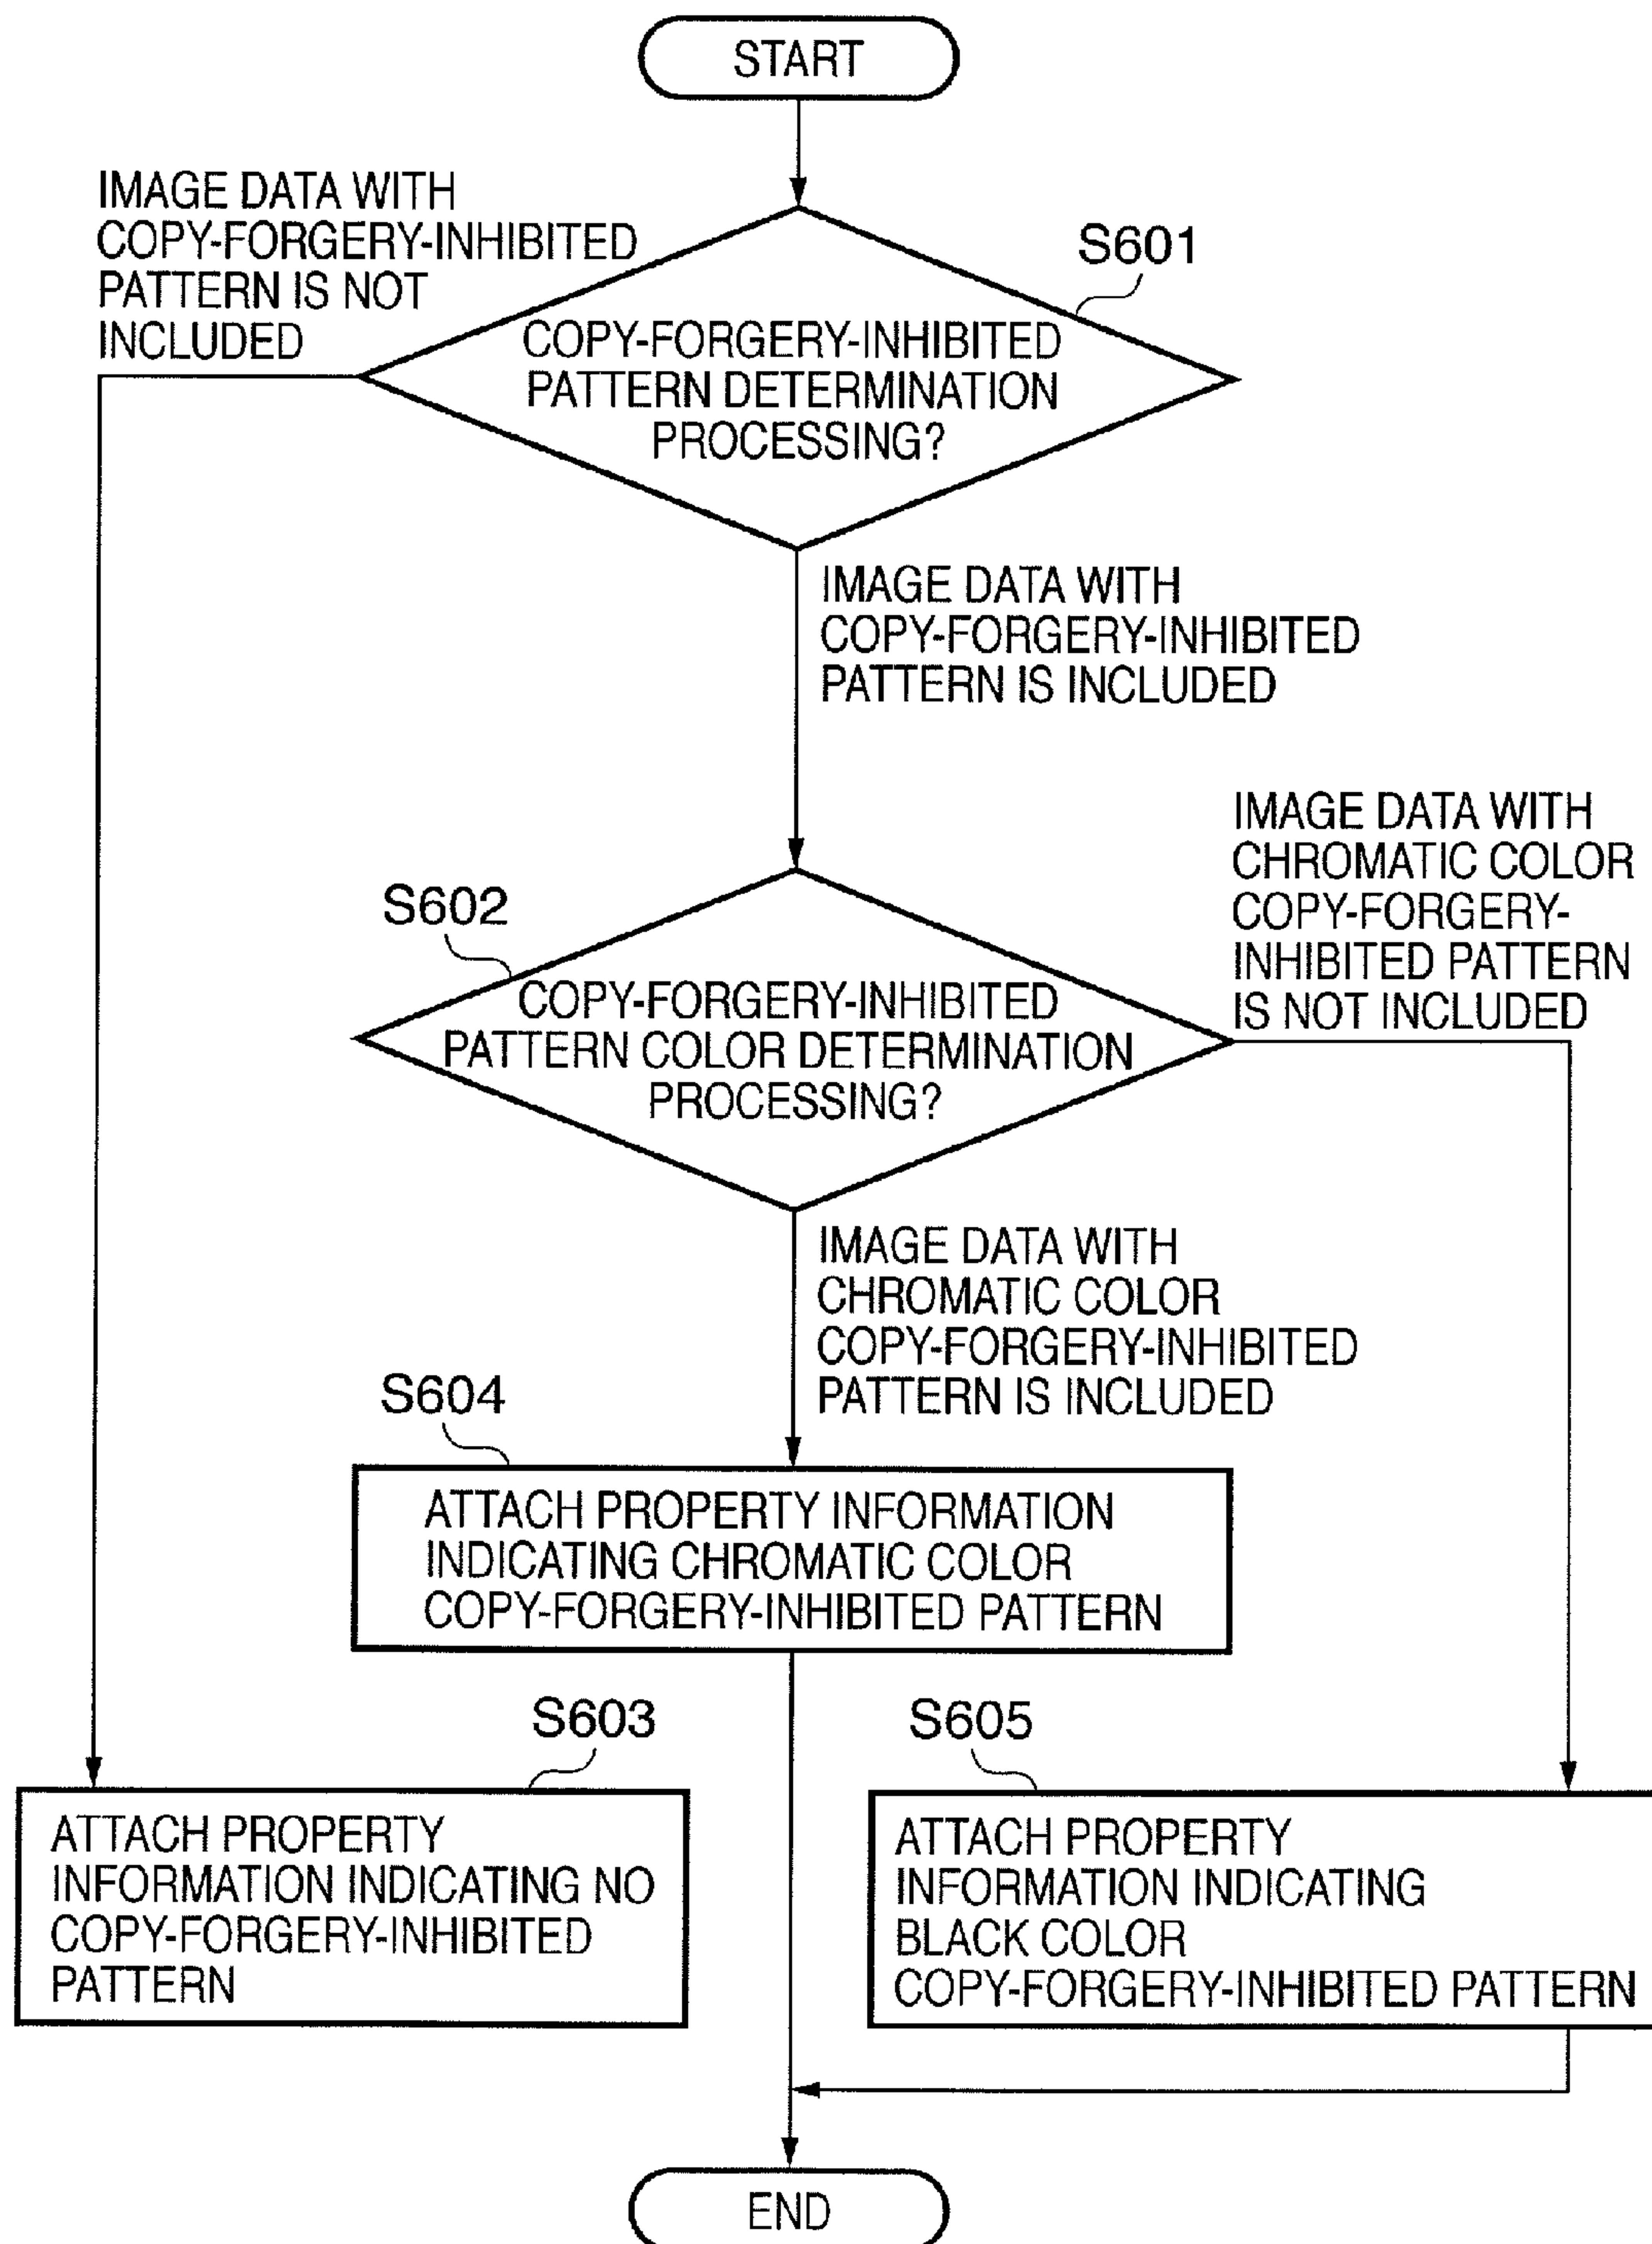 START
IMAGE DATA WITH
COPY-FORGERY-INHIBITED
PATTERN IS NOT
INCLUDED
S601
COPY-FORGERY-INHIBITED
PATTERN DETERMINATION
PROCESSING?
IMAGE DATA WITH
COPY-FORGERY-INHIBITED
PATTERN IS INCLUDED
IMAGE DATA WITH
CHROMATIC COLOR
COPY-FORGERY-
INHIBITED PATTERN
IS NOT INCLUDED
S602
COPY-FORGERY-INHIBITED
PATTERN COLOR DETERMINATION
PROCESSING?
IMAGE DATA WITH
CHROMATIC COLOR
COPY-FORGERY-INHIBITED
PATTERN IS INCLUDED
S604
ATTACH PROPERTY INFORMATION
INDICATING CHROMATIC COLOR
COPY-FORGERY-INHIBITED PATTERN
S603
ATTACH PROPERTY
INFORMATION INDICATING NO
COPY-FORGERY-INHIBITED
PATTERN
S605
ATTACH PROPERTY
INFORMATION INDICATING
BLACK COLOR
COPY-FORGERY-INHIBITED PATTERN
END